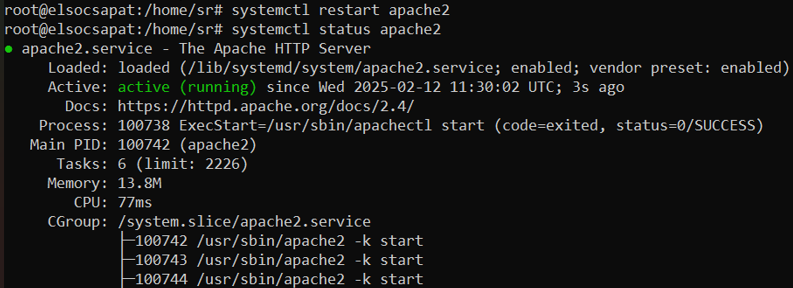 root@elsocsapat:/home/sr# systemctl restart apache2
root@elsocsapat:/home/sr# systemctl status apache2
● apache2.service - The Apache HTTP Server
     Loaded: loaded (/lib/systemd/system/apache2.service; enabled; vendor preset: enabled)
     Active: active (running) since Wed 2025-02-12 11:30:02 UTC; 3s ago
       Docs: https://httpd.apache.org/docs/2.4/
    Process: 100738 ExecStart=/usr/sbin/apachectl start (code=exited, status=0/SUCCESS)
   Main PID: 100742 (apache2)
      Tasks: 6 (limit: 2226)
     Memory: 13.8M
        CPU: 77ms
     CGroup: /system.slice/apache2.service
             ├─100742 /usr/sbin/apache2 -k start
             ├─100743 /usr/sbin/apache2 -k start
             ├─100744 /usr/sbin/apache2 -k start